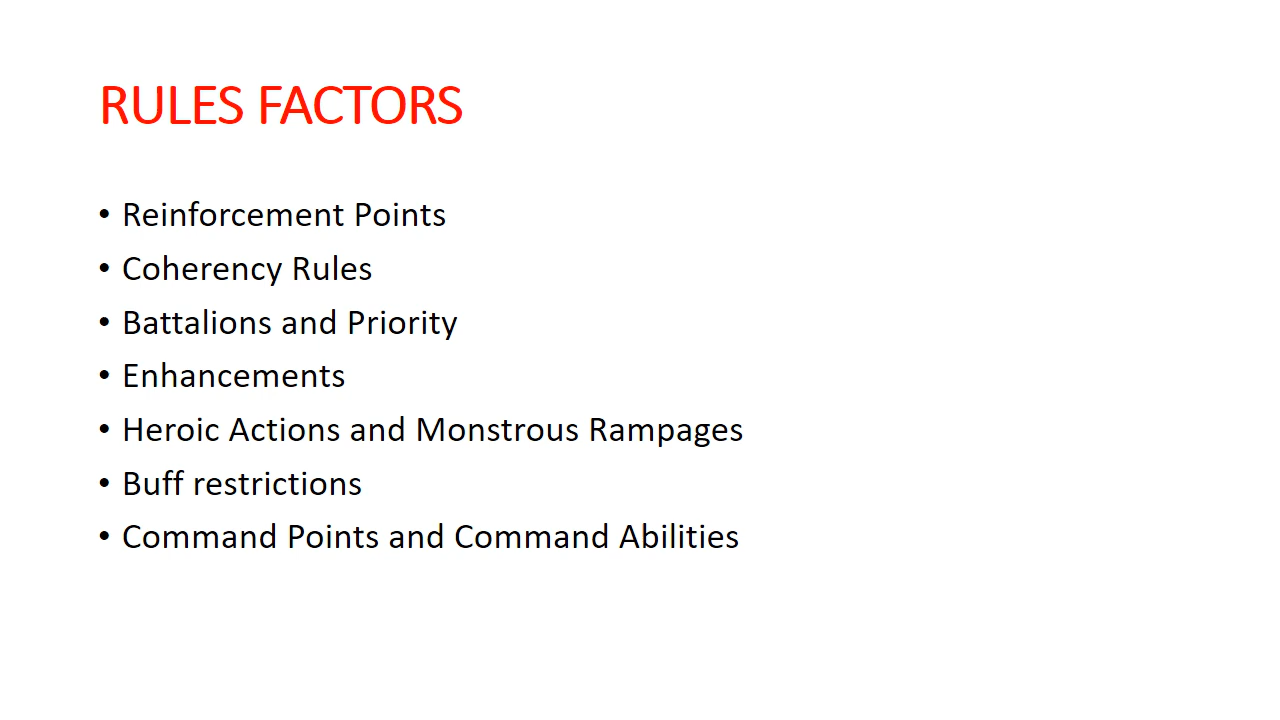 RULES FACTORS
• Reinforcement Points
• Coherency Rules
• Battalions and Priority
• Enhancements
• Heroic Actions and Monstrous Rampages
• Buff restrictions
• Command Points and Command Abilities